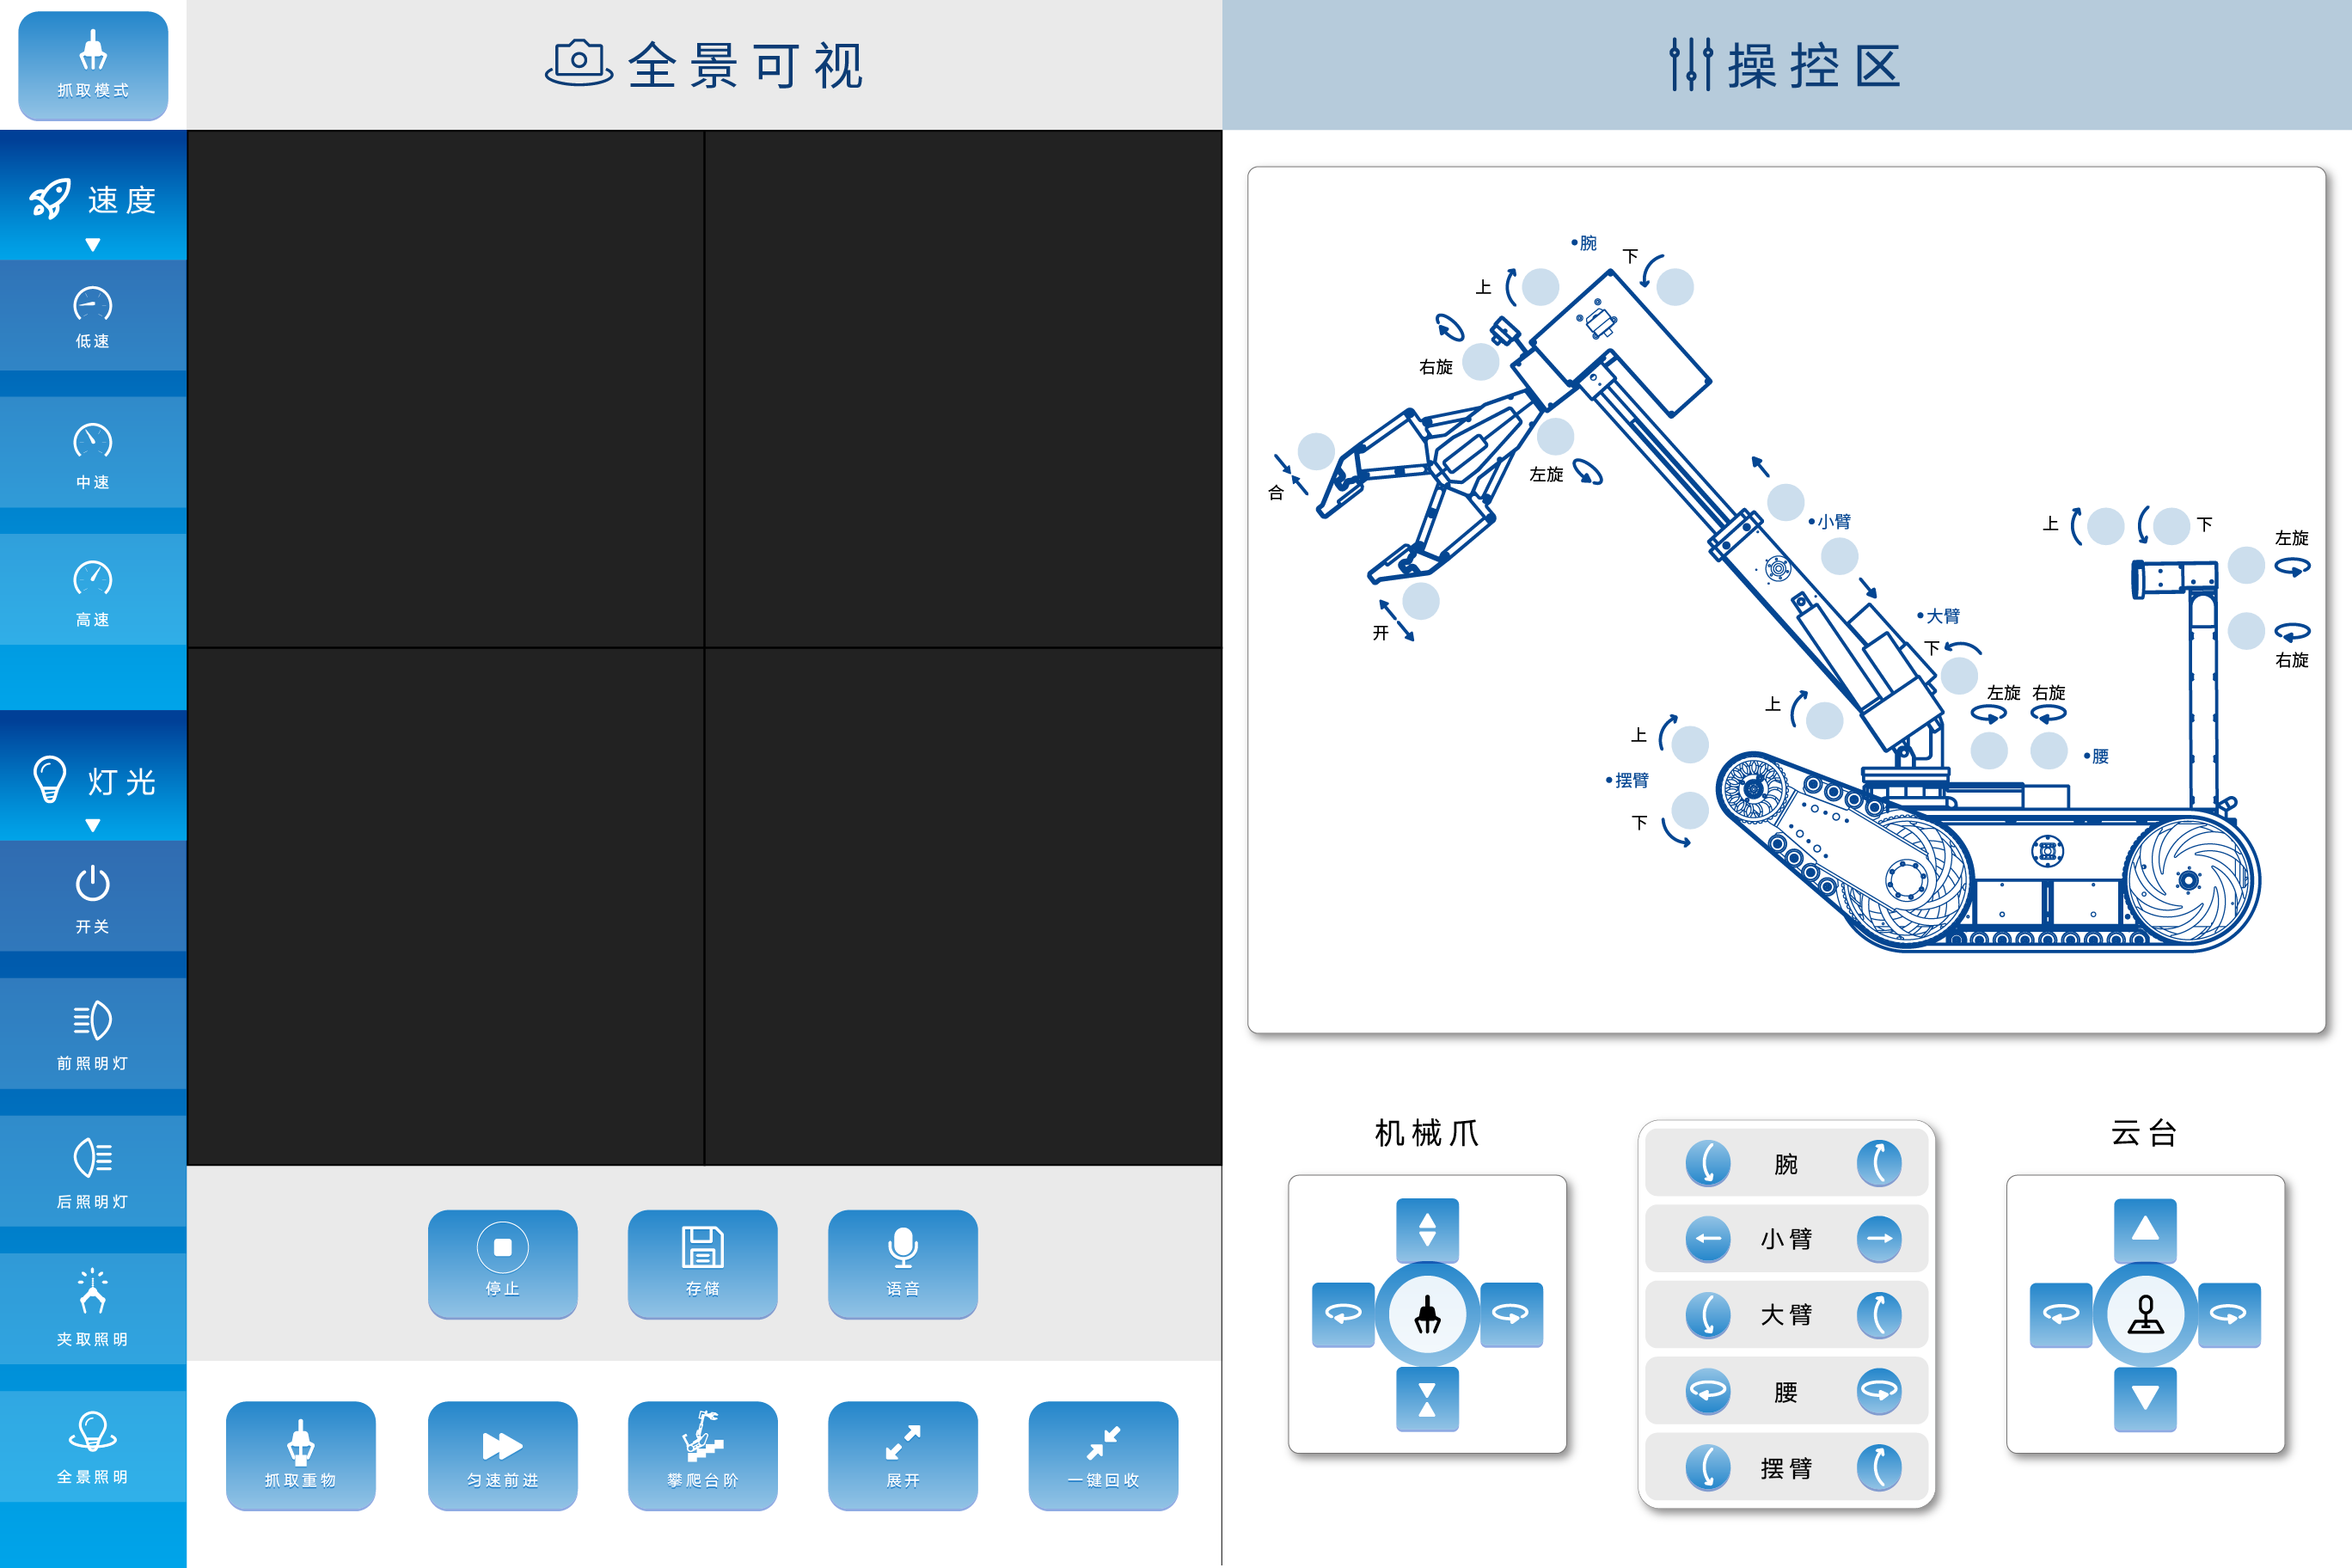 抓取模式
全景可视
操控区
速度
低速
中速
高速
灯光
开关
前照明灯
后照明灯
夹取照明
全景照明
停止
存储
语音
抓取重物
匀速前进
攀爬台阶
展开
一键回收
•腕
下
上
右旋
左旋
合
开
•小臂
•大臂
下
上
左旋
右旋
•腰
上
•摆臂
下
上
下
左旋
右旋
机械爪
腕
小臂
大臂
腰
摆臂
云台